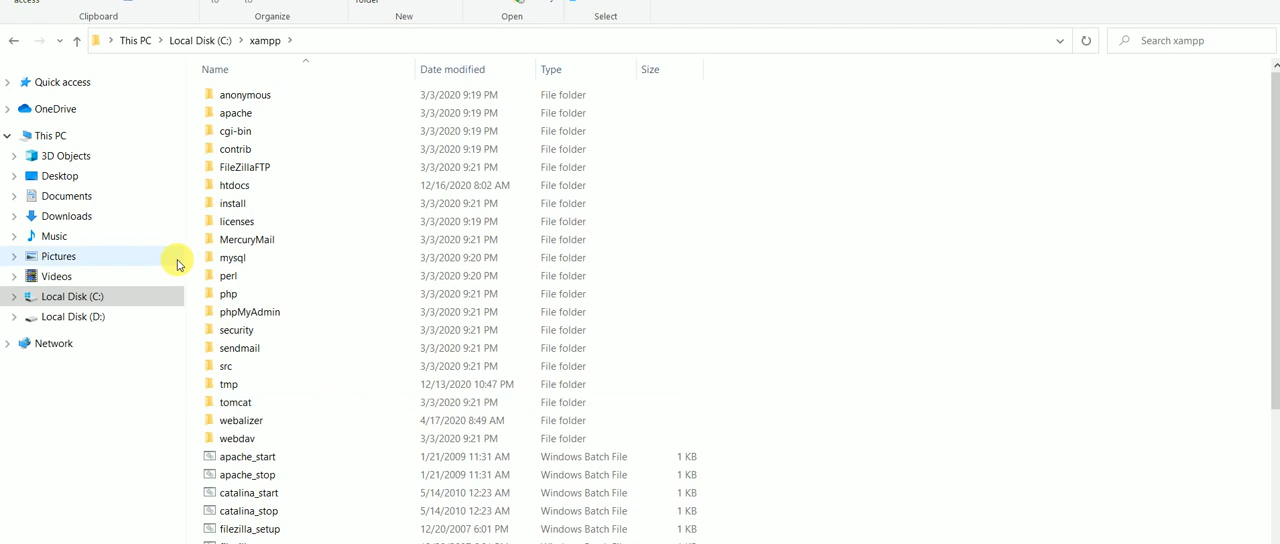 Clipboard Organize New Open Select
This PC Local Disk (C:) xampp Search xampp
Name Date modified Type Size
Quick access
OneDrive
This PC
3D Objects
Desktop
Documents
Downloads
Music
Pictures
Videos
Local Disk (C:)
Local Disk (D:)
Network
anonymous 3/3/2020 9:19 PM File folder
apache 3/3/2020 9:19 PM File folder
cgi-bin 3/3/2020 9:19 PM File folder
contrib 3/3/2020 9:19 PM File folder
FileZillaFTP 3/3/2020 9:21 PM File folder
htdocs 12/16/2020 8:02 AM File folder
install 3/3/2020 9:21 PM File folder
licenses 3/3/2020 9:19 PM File folder
MercuryMail 3/3/2020 9:21 PM File folder
mysql 3/3/2020 9:20 PM File folder
perl 3/3/2020 9:20 PM File folder
php 3/3/2020 9:21 PM File folder
phpMyAdmin 3/3/2020 9:21 PM File folder
security 3/3/2020 9:21 PM File folder
sendmail 3/3/2020 9:21 PM File folder
src 3/3/2020 9:21 PM File folder
tmp 12/13/2020 10:47 PM File folder
tomcat 3/3/2020 9:21 PM File folder
webalizer 4/17/2020 8:49 AM File folder
webdav 3/3/2020 9:21 PM File folder
apache_start 1/21/2009 11:31 AM Windows Batch File 1 KB
apache_stop 1/21/2009 11:31 AM Windows Batch File 1 KB
catalina_start 5/14/2010 12:23 AM Windows Batch File 1 KB
catalina_stop 5/14/2010 12:23 AM Windows Batch File 1 KB
filezilla_setup 12/20/2007 6:01 PM Windows Batch File 1 KB